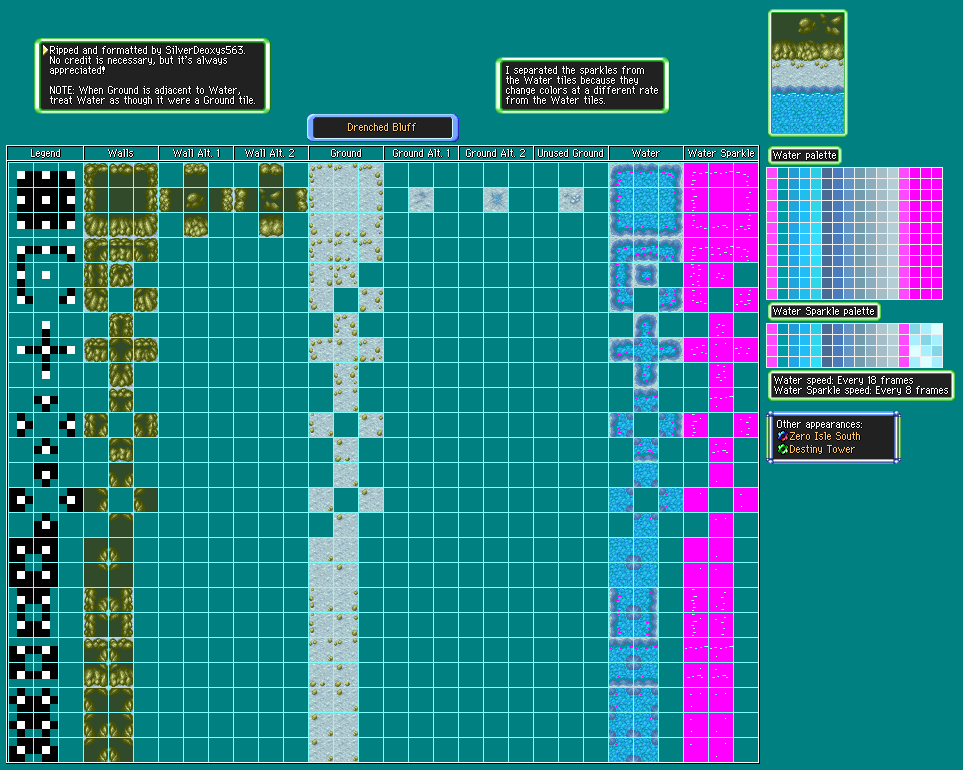 Ripped and formatted by SilverDeoxys563.
No credit is necessary, but it's always
appreciated!
NOTE: When Ground is adjacent to Water,
treat Water as though it were a Ground tile.
I separated the sparkles from
the Water tiles because they
change colors at a different rate
from the Water tiles.
Drenched Bluff
Legend Walls Wall Alt. 1 Wall Alt. 2 Ground Ground Alt. 1 Ground Alt. 2 Unused Ground Water Water Sparkle
Water palette
Water Sparkle palette
Water speed: Every 18 frames
Water Sparkle speed: Every 8 frames
Other appearances:
Zero Isle South
Destiny Tower